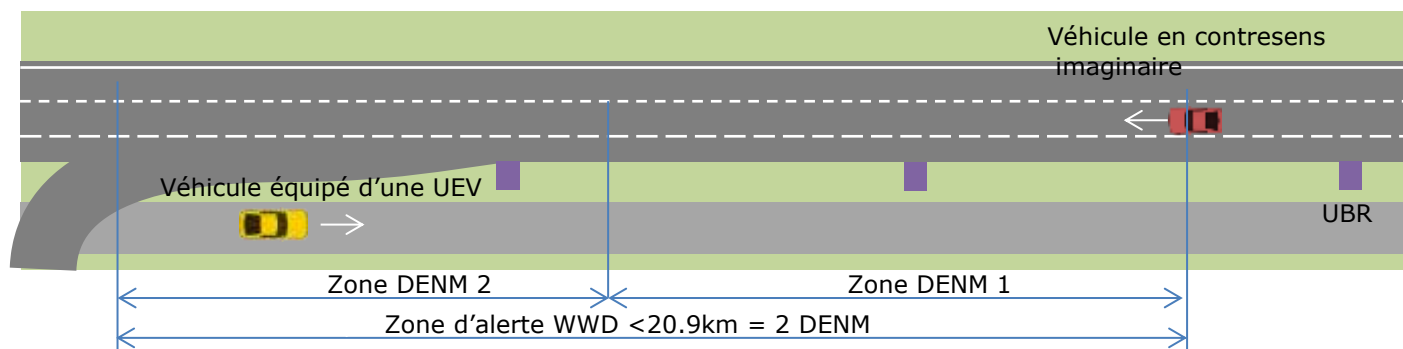 Véhicule en contresens
imaginaire
Véhicule équipé d’une UEV
UBR
Zone DENM 2
Zone DENM 1
Zone d’alerte WWD <20.9km = 2 DENM